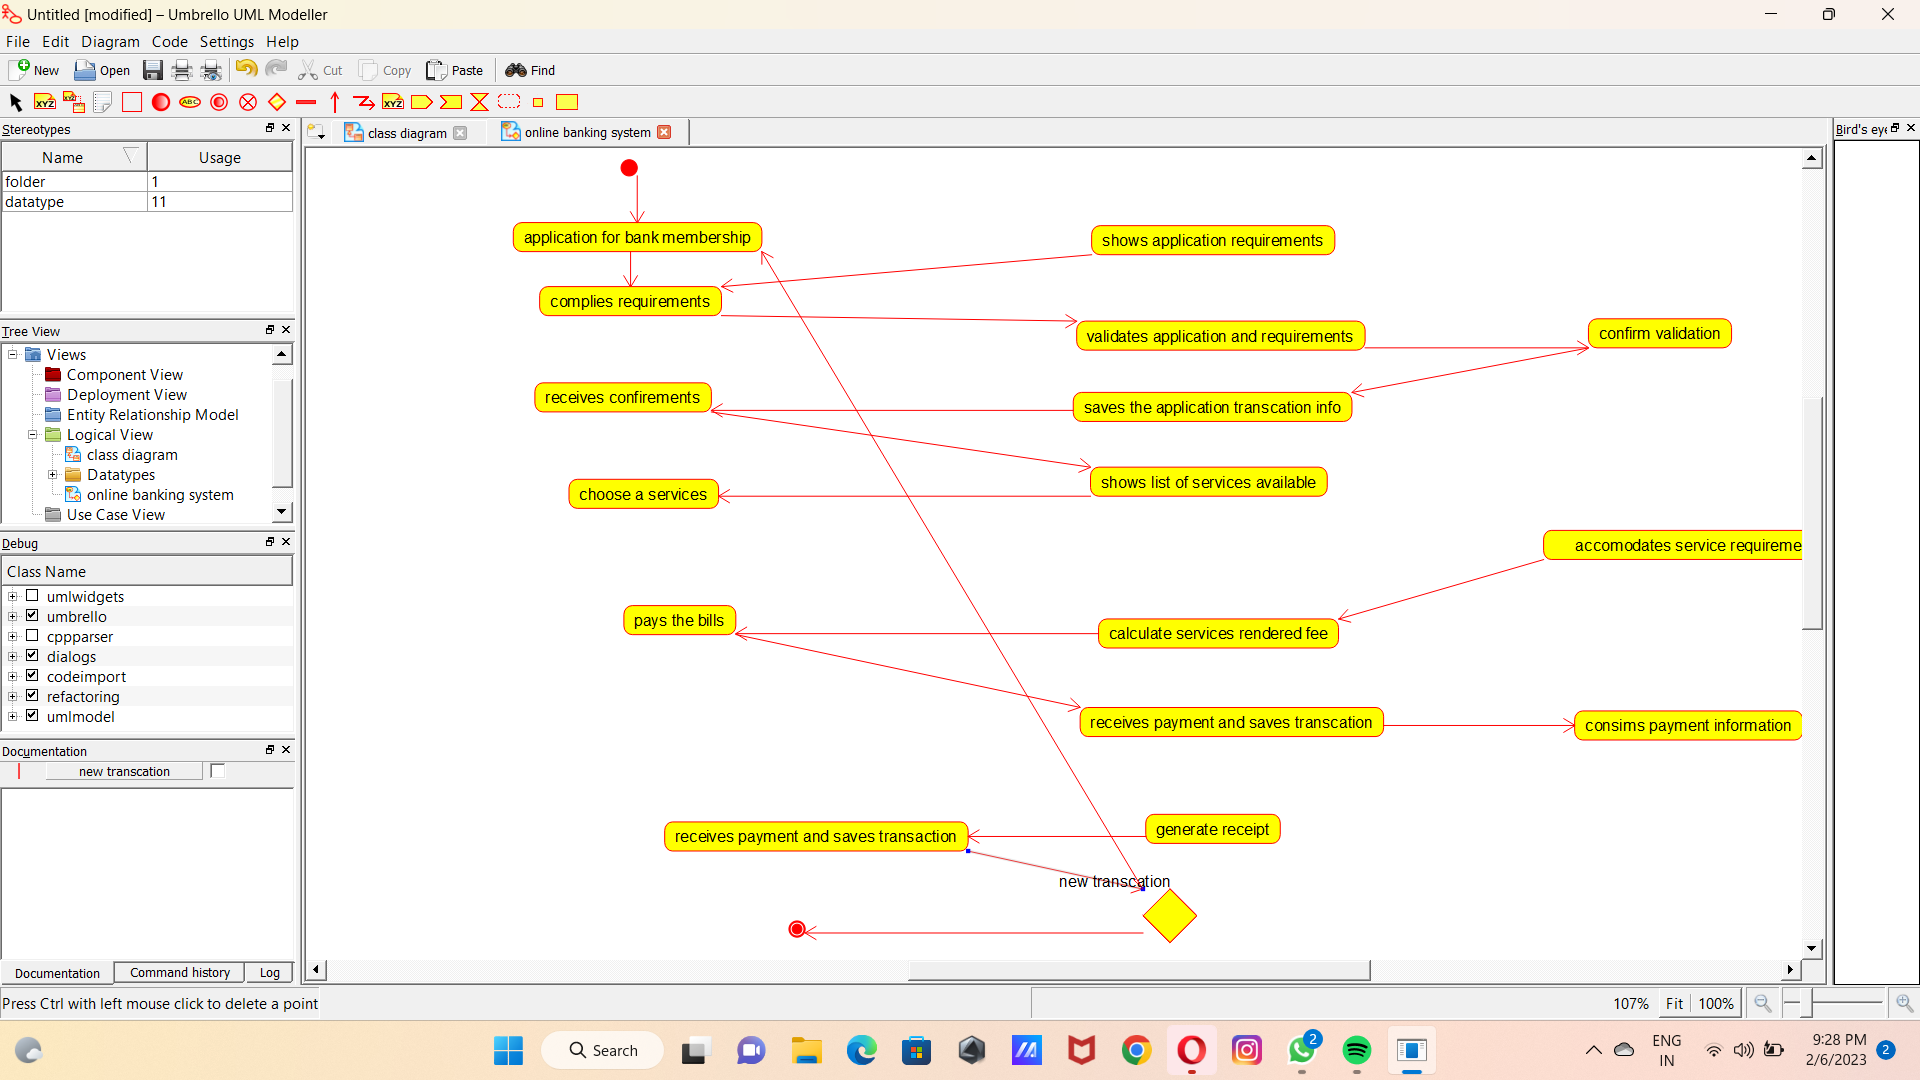 Untitled [modified] – Umbrello UML Modeller
File Edit Diagram Code Settings Help
New Open Cut Copy Paste Find
XYZ XYZ ABC XYZ
Stereotypes
Name Usage
folder 1
datatype 11
Tree View
Views
Component View
Deployment View
Entity Relationship Model
Logical View
class diagram
Datatypes
online banking system
Use Case View
Debug
Class Name
umlwidgets
umbrello
cppparser
dialogs
codeimport
refactoring
umlmodel
Documentation
new transcation
Documentation Command history Log
class diagram online banking system
application for bank membership
shows application requirements
complies requirements
validates application and requirements
confirm validation
receives confirements
saves the application transcation info
shows list of services available
choose a services
accomodates service requireme
pays the bills
calculate services rendered fee
receives payment and saves transcation
consims payment information
receives payment and saves transaction
generate receipt
new transcation
Bird's eye
Press Ctrl with left mouse click to delete a point
107% Fit 100%
Search
2
ENG
IN
9:28 PM
2/6/2023
2